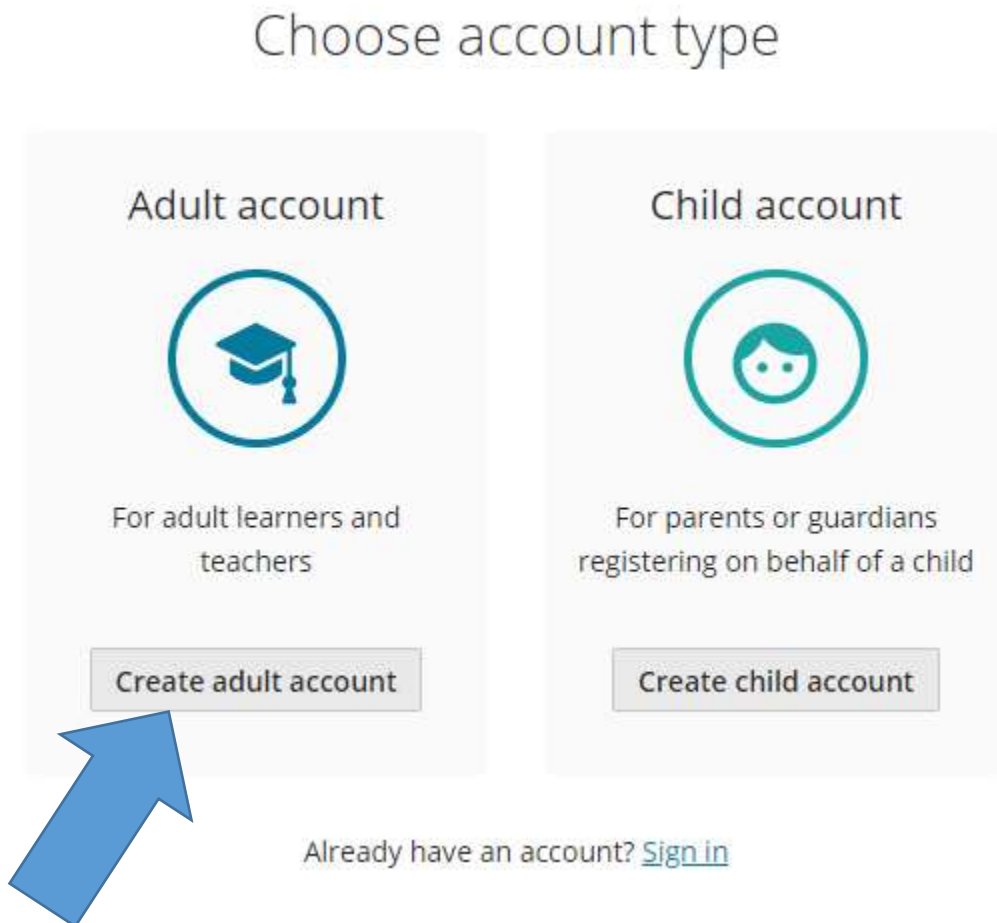 Choose account type
Adult account
For adult learners and
teachers
Create adult account
Child account
For parents or guardians
registering on behalf of a child
Create child account
Already have an account? Sign in